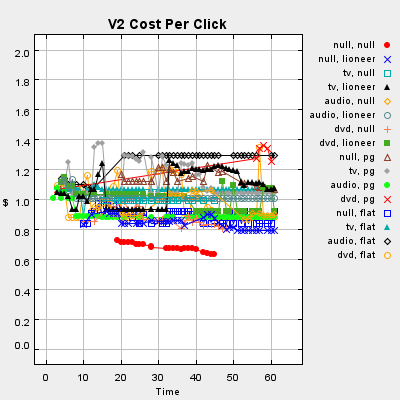 V2 Cost Per Click
2.0
1.8
1.6
1.4
1.2
1.0
0.8
0.6
0.4
0.2
0.0
$
0 10 20 30 40 50 60
Time
null, null
null, lioneer
tv, null
tv, lioneer
audio, null
audio, lioneer
dvd, null
dvd, lioneer
null, pg
tv, pg
audio, pg
dvd, pg
null, flat
tv, flat
audio, flat
dvd, flat